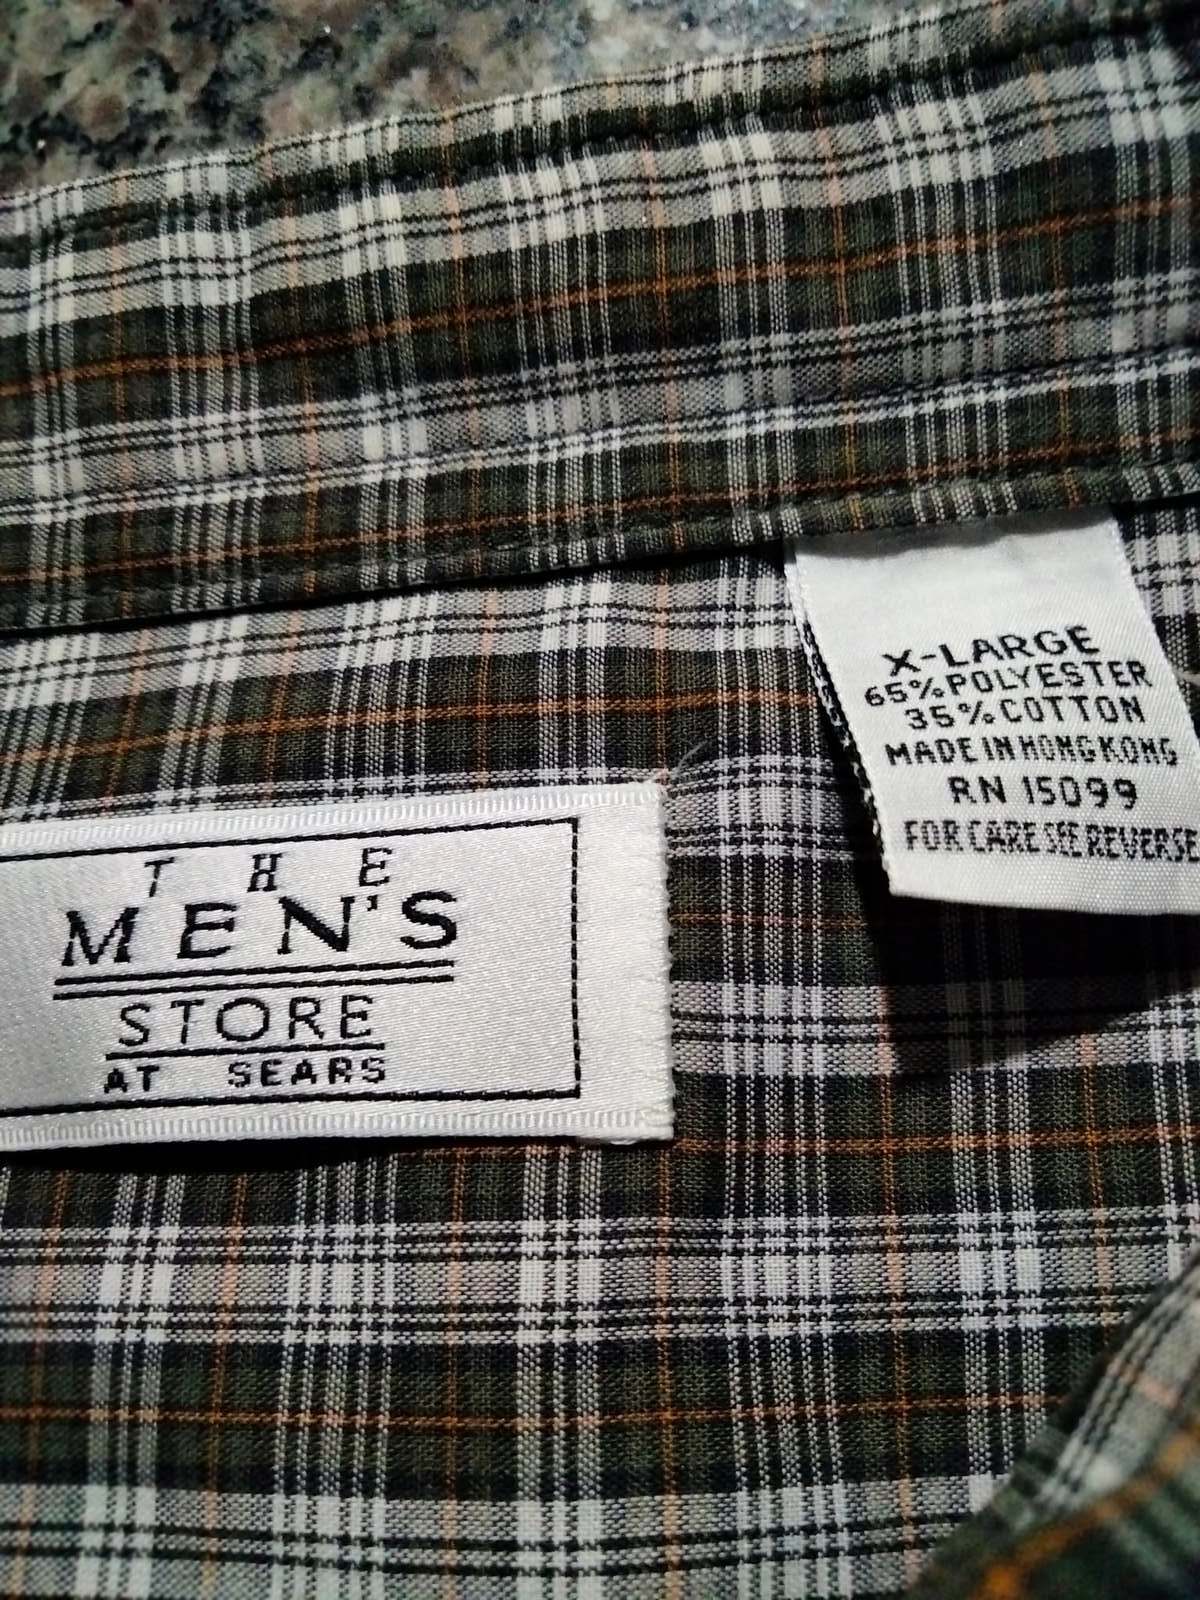 THE
MEN'S
STORE
AT SEARS
X-LARGE
65% POLYESTER
35% COTTON
MADE IN HONG KONG
RN 15099
FOR CARE SEE REVERSE